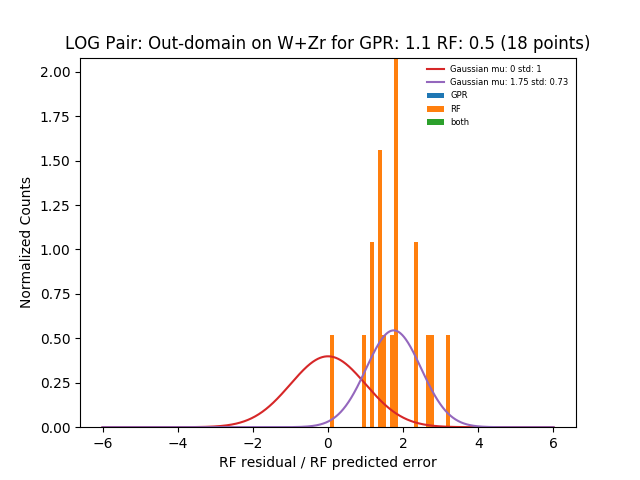 LOG Pair: Out-domain on W+Zr for GPR: 1.1 RF: 0.5 (18 points)
Gaussian mu: 0 std: 1
Gaussian mu: 1.75 std: 0.73
GPR
RF
both
Normalized Counts
2.00
1.75
1.50
1.25
1.00
0.75
0.50
0.25
0.00
−6 −4 −2 0 2 4 6
RF residual / RF predicted error